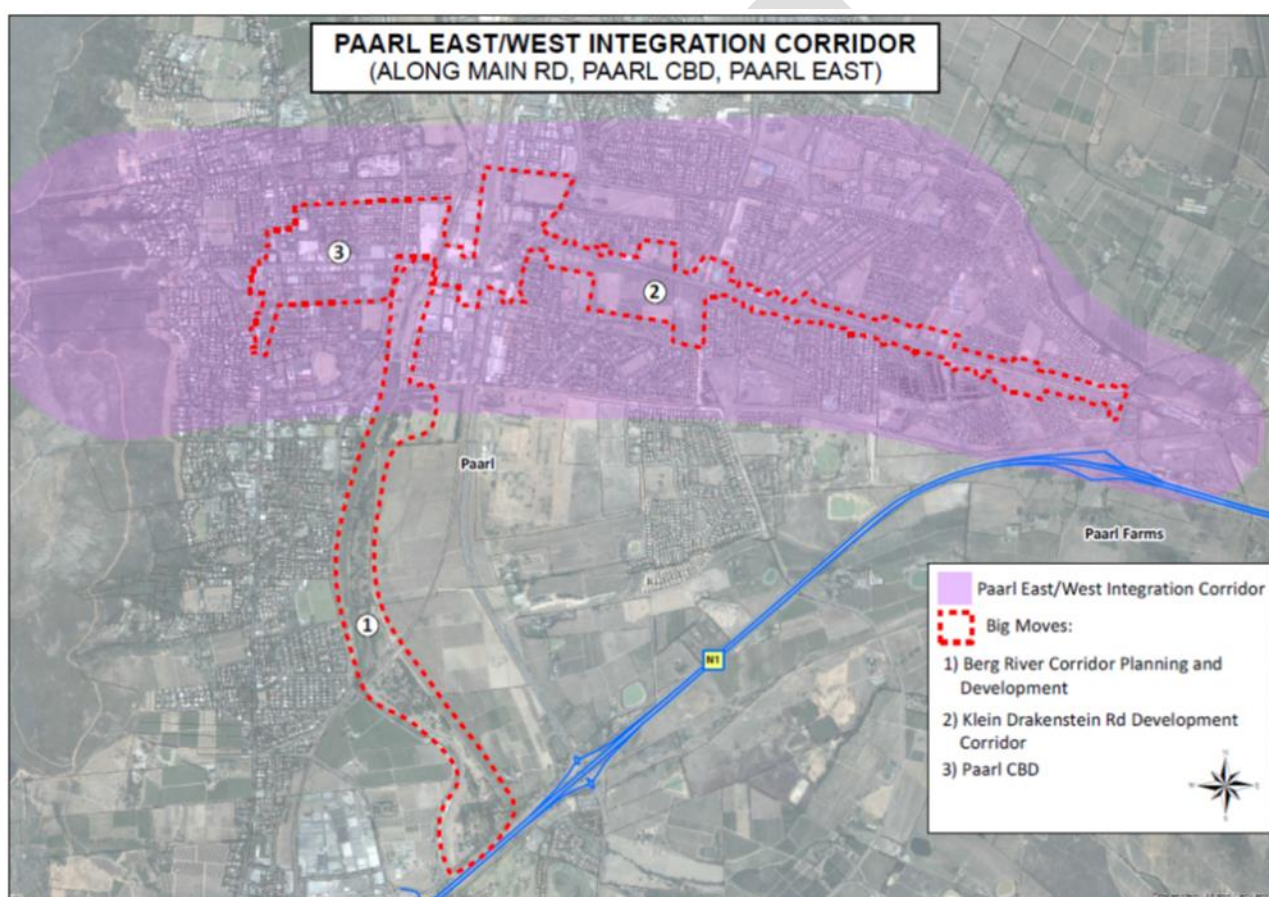 PAARL EAST/WEST INTEGRATION CORRIDOR
(ALONG MAIN RD, PAARL CBD, PAARL EAST)
3
2
Paarl
Paarl Farms
1
N1
Paarl East/West Integration Corridor
Big Moves:
1) Berg River Corridor Planning and
Development
2) Klein Drakenstein Rd Development
Corridor
3) Paarl CBD